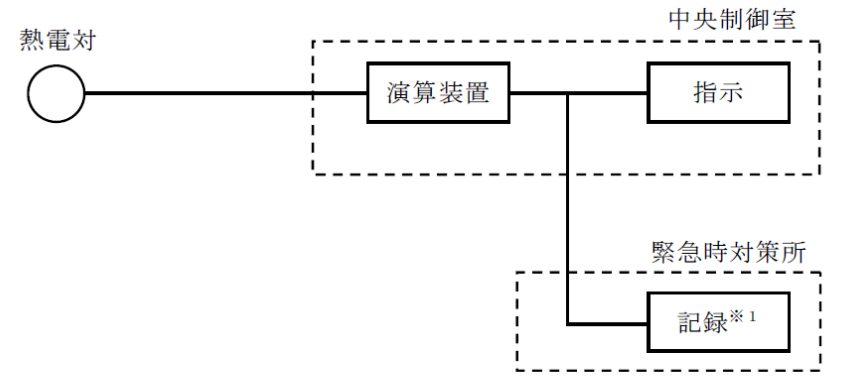 中央制御室
熱電対
演算装置
指示
緊急時対策所
記録※1